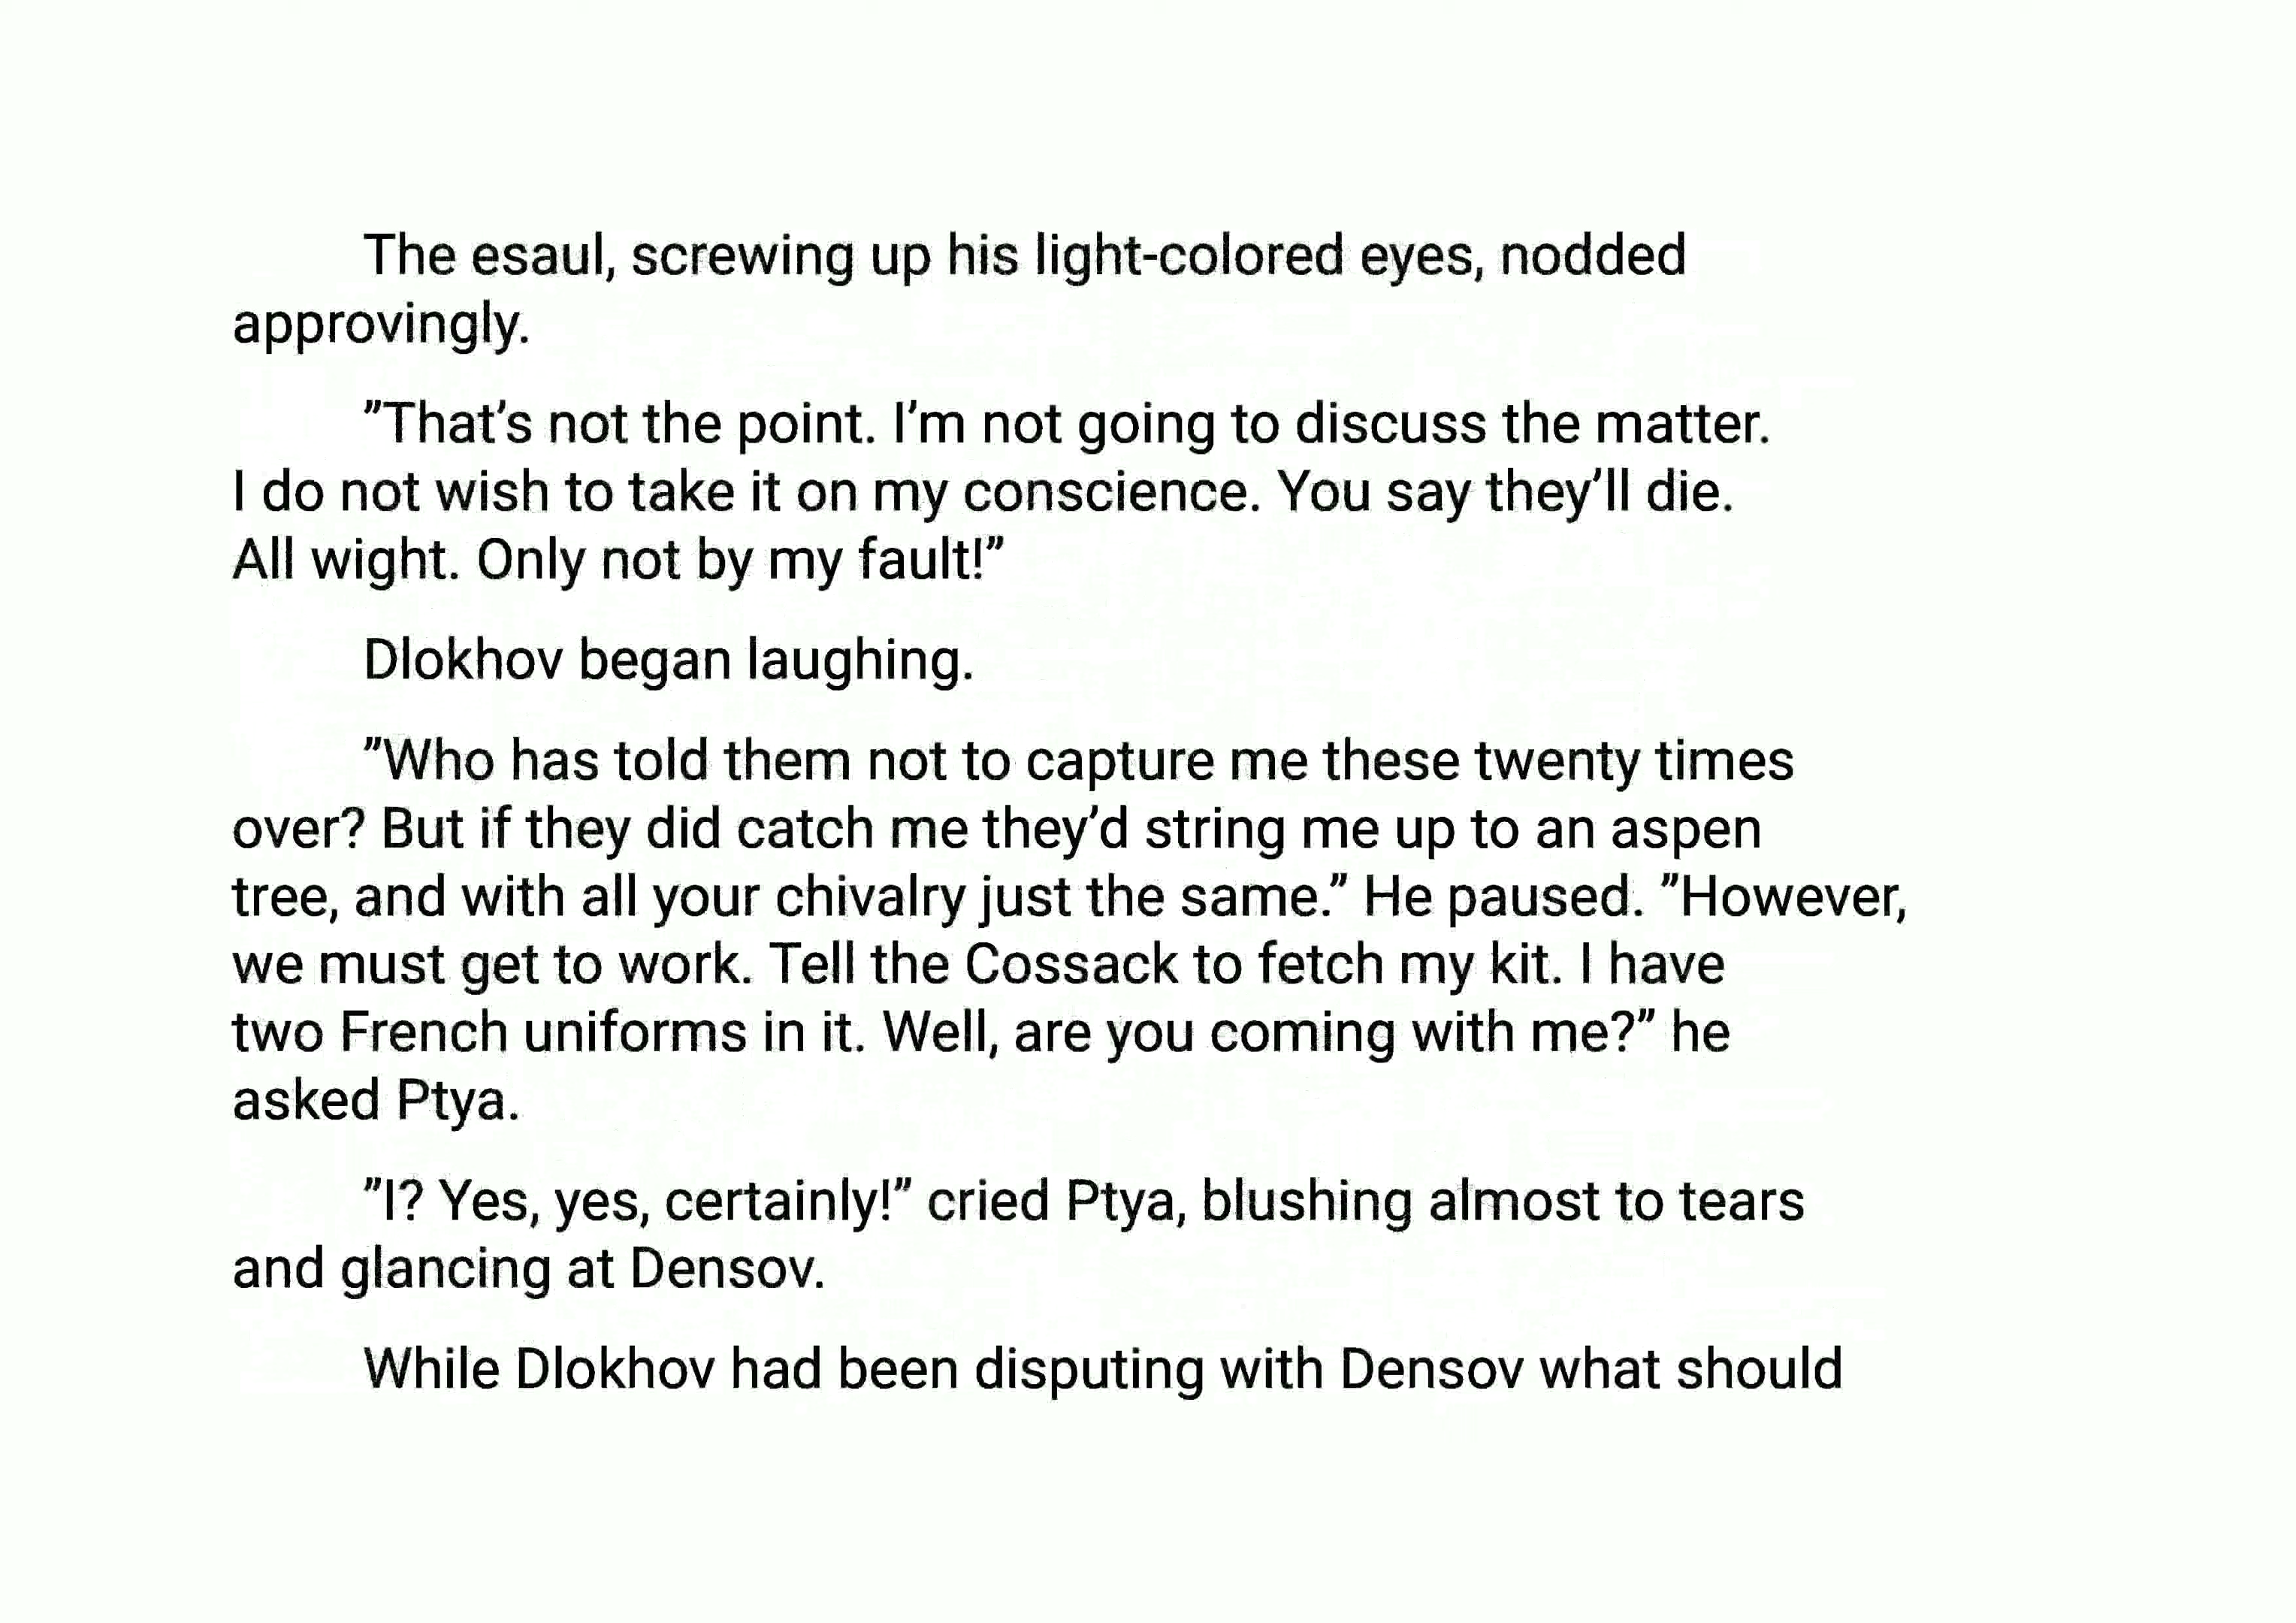 The esaul, screwing up his light-colored eyes, nodded
approvingly.
”That’s not the point. I’m not going to discuss the matter.
I do not wish to take it on my conscience. You say they’ll die.
All wight. Only not by my fault!”
Dlokhov began laughing.
”Who has told them not to capture me these twenty times
over? But if they did catch me they’d string me up to an aspen
tree, and with all your chivalry just the same.” He paused. ”However,
we must get to work. Tell the Cossack to fetch my kit. I have
two French uniforms in it. Well, are you coming with me?” he
asked Ptya.
”I? Yes, yes, certainly!” cried Ptya, blushing almost to tears
and glancing at Densov.
While Dlokhov had been disputing with Densov what should